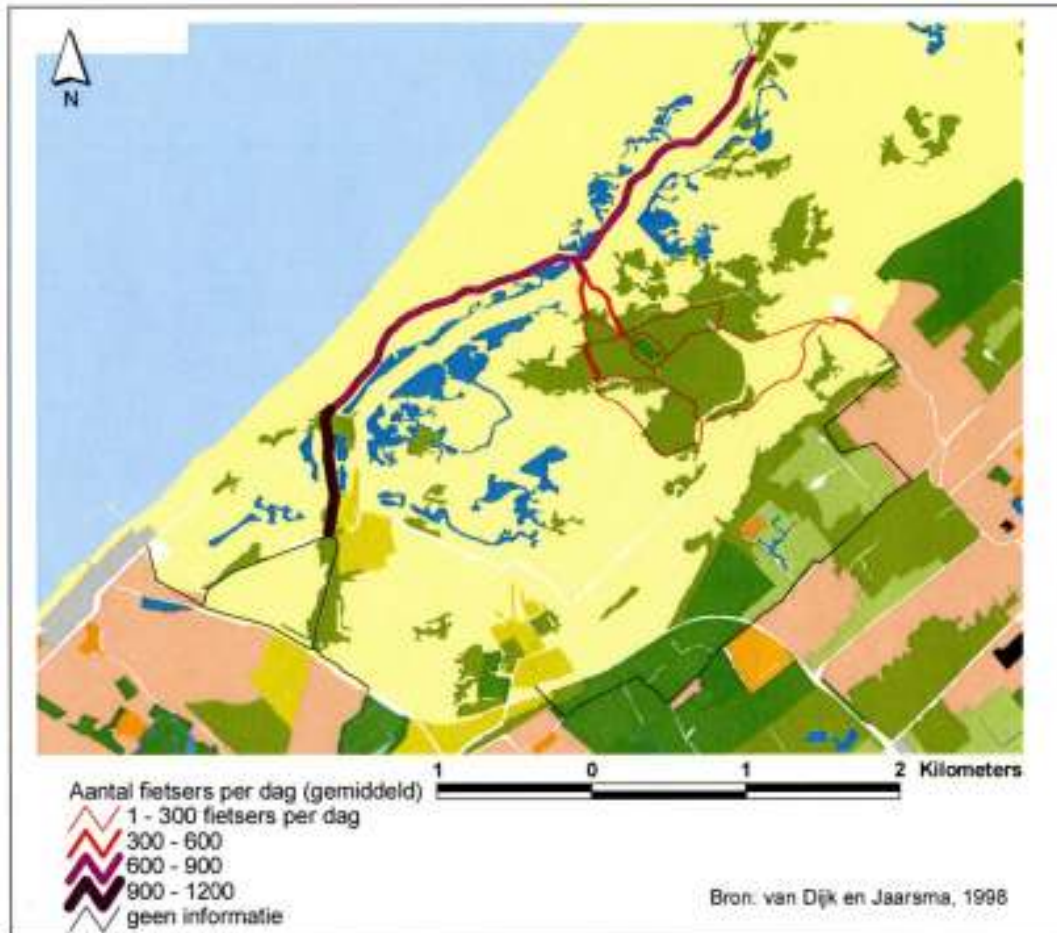 N
1 0 1 2 Kilometers
Aantal fietsers per dag (gemiddeld)
1 - 300 fietsers per dag
300 - 600
600 - 900
900 - 1200
geen informatie
Bron: van Dijk en Jaarsma, 1998